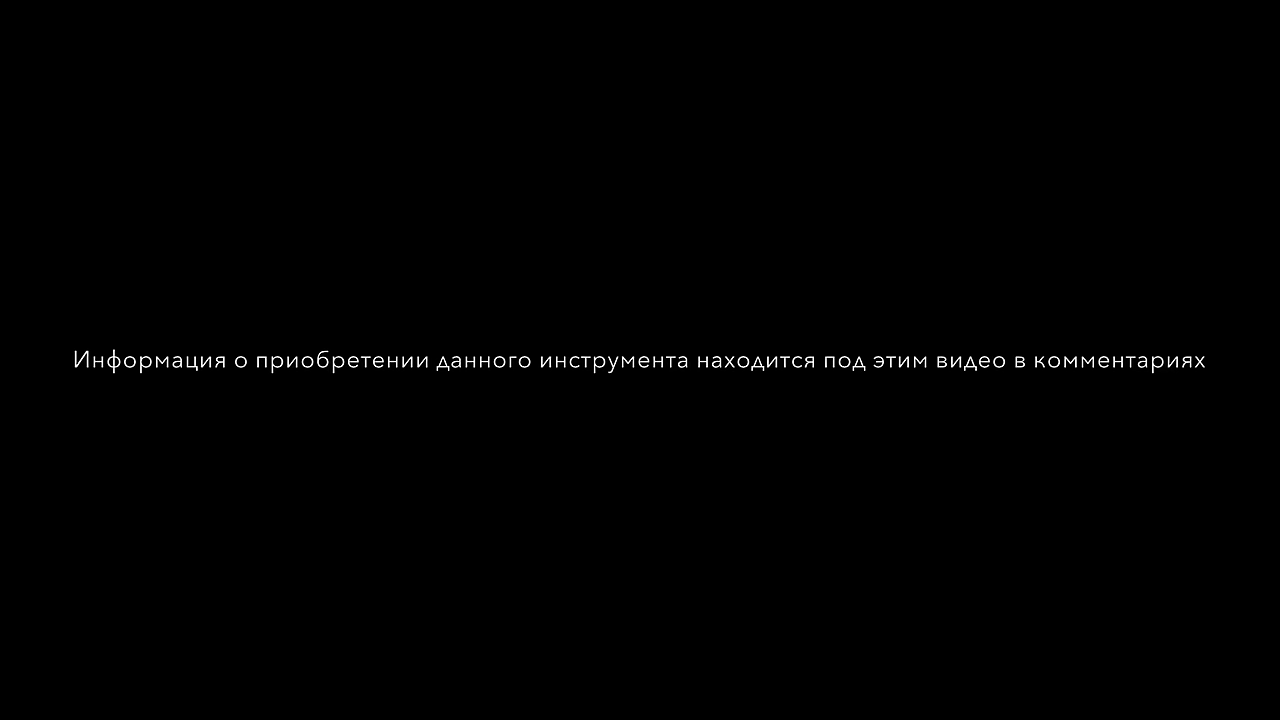 Информация о приобретении данного инструмента находится под этим видео в комментариях